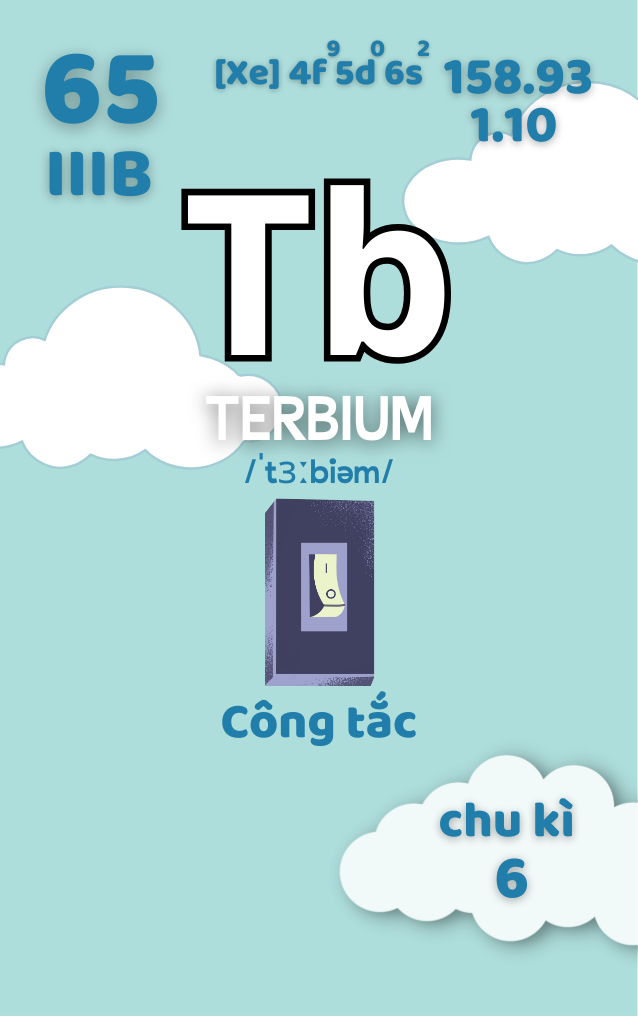 65
IIIB
[Xe] 4f⁹ 5d⁰ 6s²
158.93
1.10
Tb
TERBIUM
/ˈtɜːbiəm/
Công tắc
chu kì
6